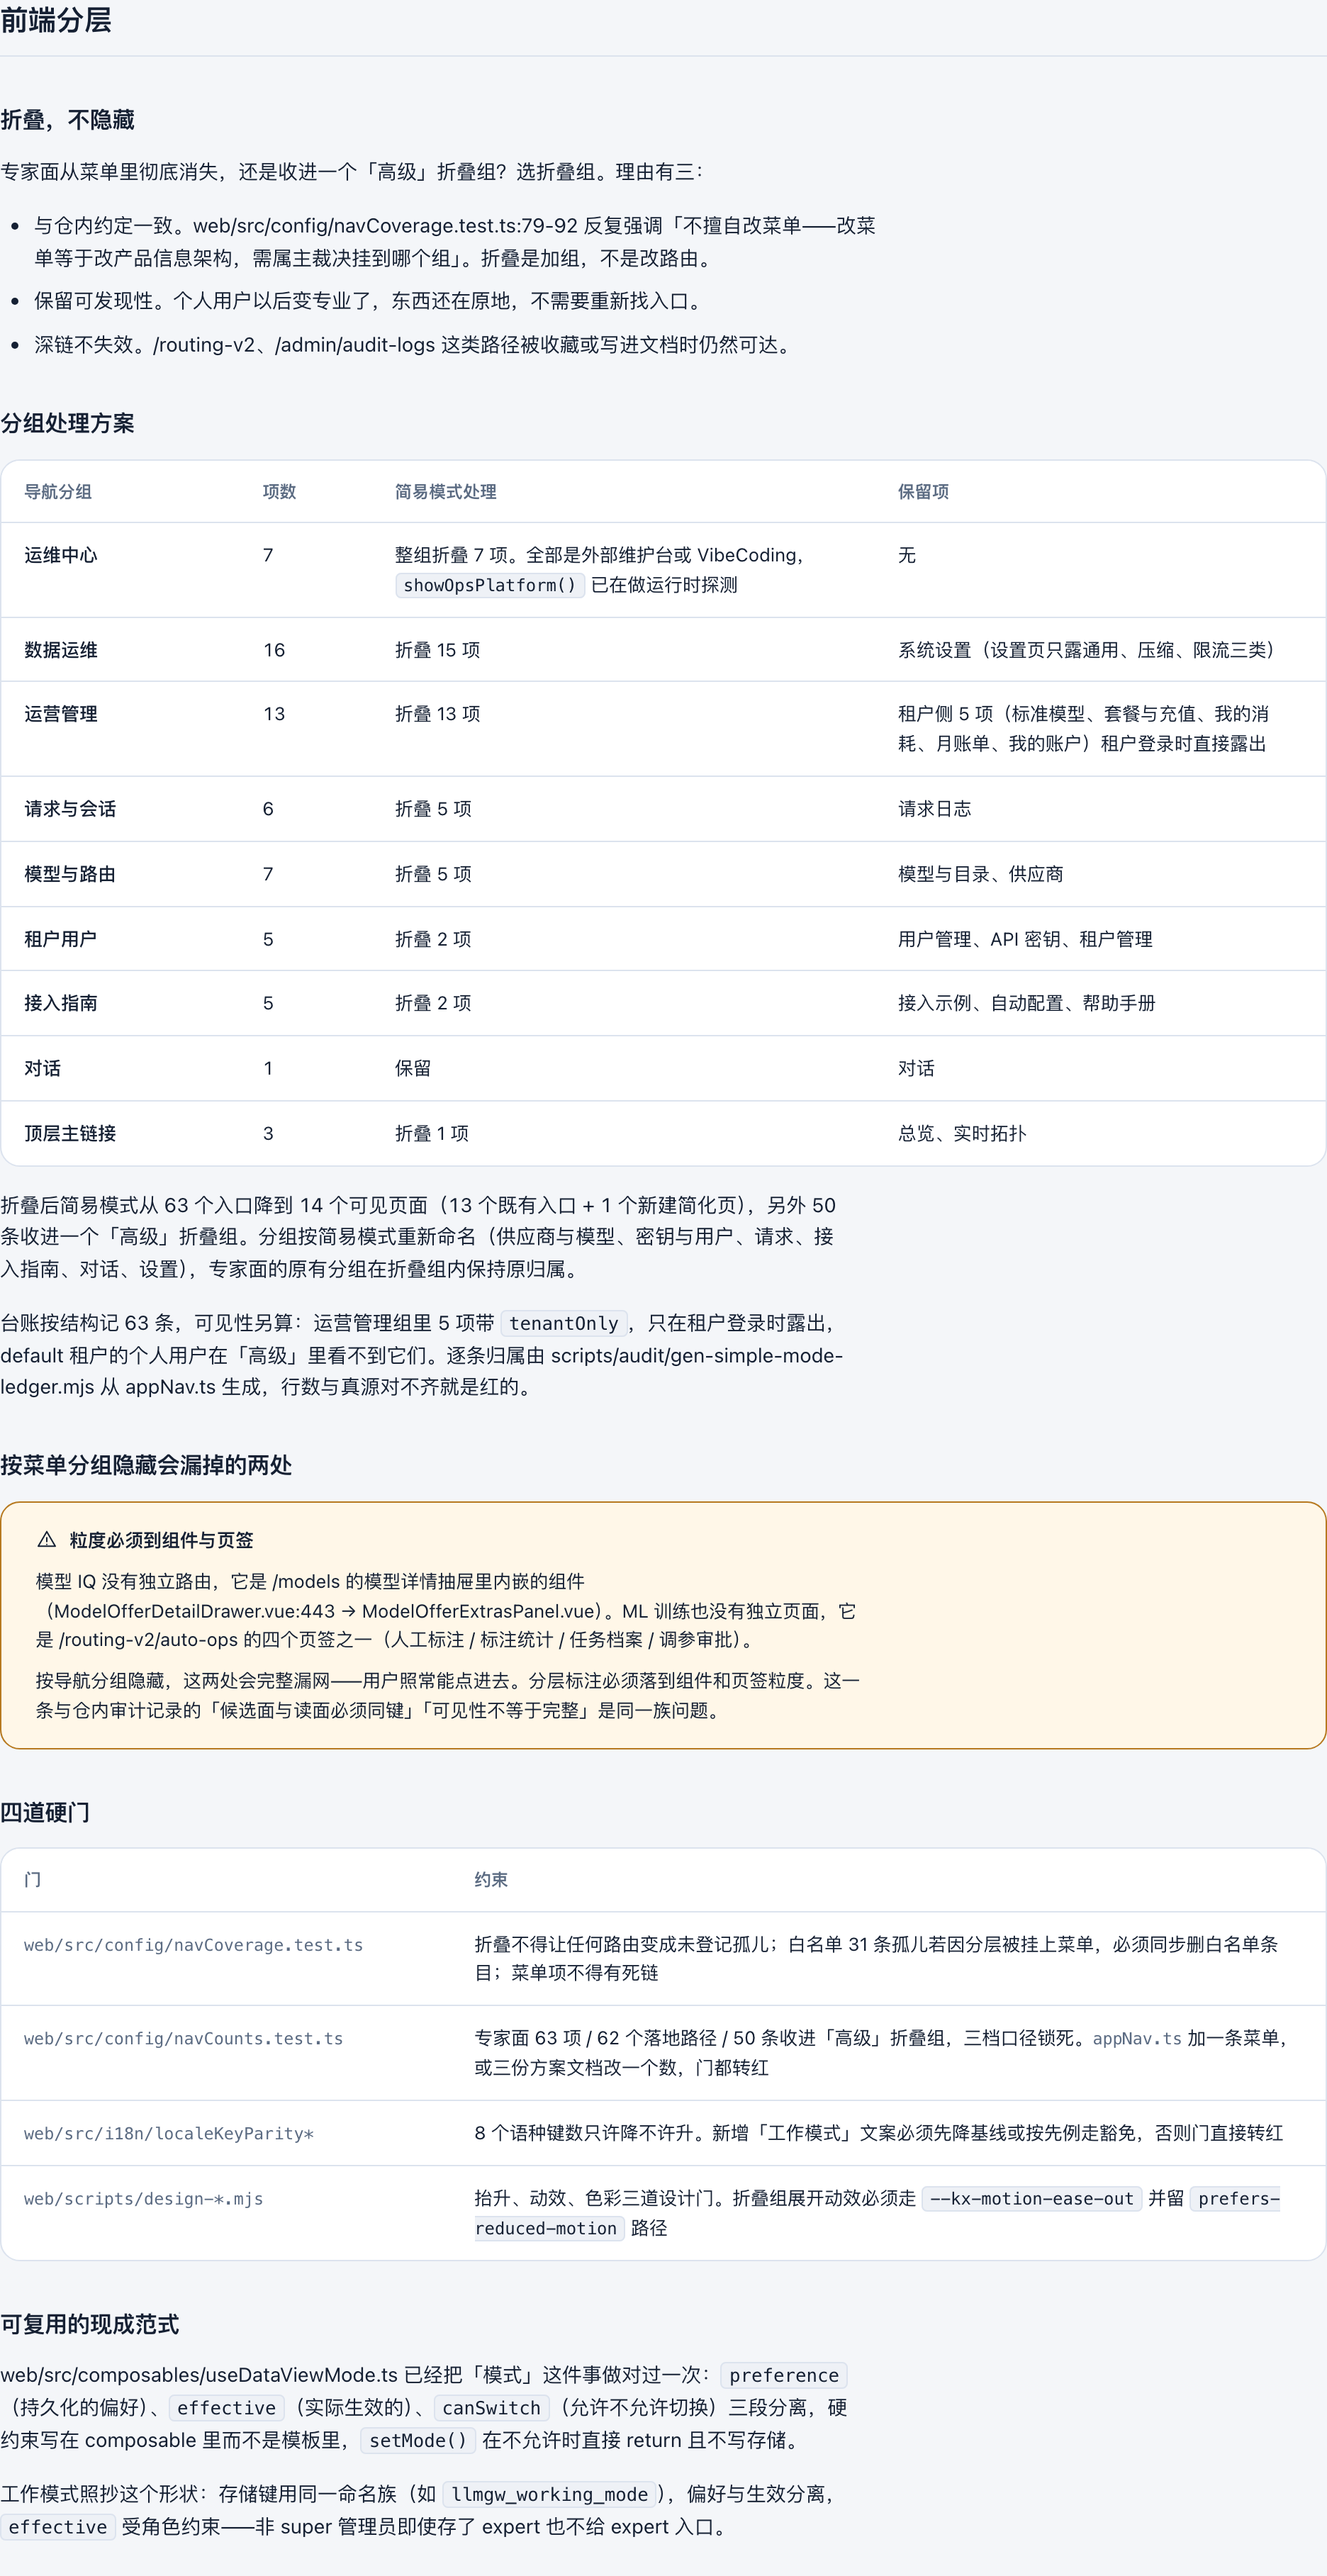 前端分层
折叠，不隐藏
专家面从菜单里彻底消失，还是收进一个「高级」折叠组？选折叠组。理由有三：
• 与仓内约定一致。web/src/config/navCoverage.test.ts:79-92 反复强调「不擅自改菜单——改菜
单等于改产品信息架构，需属主裁决挂到哪个组」。折叠是加组，不是改路由。
• 保留可发现性。个人用户以后变专业了，东西还在原地，不需要重新找入口。
• 深链不失效。/routing-v2、/admin/audit-logs 这类路径被收藏或写进文档时仍然可达。
分组处理方案
导航分组 项数 简易模式处理 保留项
运维中心 7 整组折叠 7 项。全部是外部维护台或 VibeCoding， 无
showOpsPlatform() 已在做运行时探测
数据运维 16 折叠 15 项 系统设置（设置页只露通用、压缩、限流三类）
运营管理 13 折叠 13 项 租户侧 5 项（标准模型、套餐与充值、我的消
耗、月账单、我的账户）租户登录时直接露出
请求与会话 6 折叠 5 项 请求日志
模型与路由 7 折叠 5 项 模型与目录、供应商
租户用户 5 折叠 2 项 用户管理、API 密钥、租户管理
接入指南 5 折叠 2 项 接入示例、自动配置、帮助手册
对话 1 保留 对话
顶层主链接 3 折叠 1 项 总览、实时拓扑
折叠后简易模式从 63 个入口降到 14 个可见页面（13 个既有入口 + 1 个新建简化页），另外 50
条收进一个「高级」折叠组。分组按简易模式重新命名（供应商与模型、密钥与用户、请求、接
入指南、对话、设置），专家面的原有分组在折叠组内保持原归属。
台账按结构记 63 条，可见性另算：运营管理组里 5 项带 tenantOnly，只在租户登录时露出，
default 租户的个人用户在「高级」里看不到它们。逐条归属由 scripts/audit/gen-simple-mode-
ledger.mjs 从 appNav.ts 生成，行数与真源对不齐就是红的。
按菜单分组隐藏会漏掉的两处
⚠ 粒度必须到组件与页签
模型 IQ 没有独立路由，它是 /models 的模型详情抽屉里内嵌的组件
（ModelOfferDetailDrawer.vue:443 → ModelOfferExtrasPanel.vue）。ML 训练也没有独立页面，它
是 /routing-v2/auto-ops 的四个页签之一（人工标注 / 标注统计 / 任务档案 / 调参审批）。
按导航分组隐藏，这两处会完整漏网——用户照常能点进去。分层标注必须落到组件和页签粒度。这一
条与仓内审计记录的「候选面与读面必须同键」「可见性不等于完整」是同一族问题。
四道硬门
门 约束
web/src/config/navCoverage.test.ts 折叠不得让任何路由变成未登记孤儿；白名单 31 条孤儿若因分层被挂上菜单，必须同步删白名单条
目；菜单项不得有死链
web/src/config/navCounts.test.ts 专家面 63 项 / 62 个落地路径 / 50 条收进「高级」折叠组，三档口径锁死。appNav.ts 加一条菜单，
或三份方案文档改一个数，门都转红
web/src/i18n/localeKeyParity* 8 个语种键数只许降不许升。新增「工作模式」文案必须先降基线或按先例走豁免，否则门直接转红
web/scripts/design-*.mjs 抬升、动效、色彩三道设计门。折叠组展开动效必须走 --kx-motion-ease-out 并留 prefers-
reduced-motion 路径
可复用的现成范式
web/src/composables/useDataViewMode.ts 已经把「模式」这件事做对过一次：preference
（持久化的偏好）、effective（实际生效的）、canSwitch（允许不允许切换）三段分离，硬
约束写在 composable 里而不是模板里，setMode() 在不允许时直接 return 且不写存储。
工作模式照抄这个形状：存储键用同一命名族（如 llmgw_working_mode），偏好与生效分离，
effective 受角色约束——非 super 管理员即使存了 expert 也不给 expert 入口。